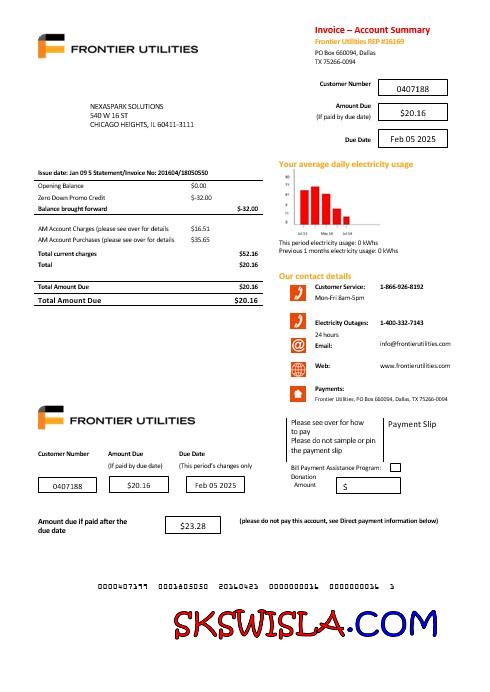 FRONTIER UTILITIES
Invoice – Account Summary
Frontier Utilities REP #16169
PO Box 660094, Dallas
TX 75266-0094
Customer Number
0407188
Amount Due
(If paid by due date)
$20.16
Due Date
Feb 05 2025
NEXASPARK SOLUTIONS
540 W 16 ST
CHICAGO HEIGHTS, IL 60411-3111
Issue date: Jan 09 5 Statement/Invoice No: 201604/18050550
Opening Balance $0.00
Zero Down Promo Credit $-32.00
Balance brought forward $-32.00
AM Account Charges (please see over for details $16.51
AM Account Purchases (please see over for details $35.65
Total current charges $52.16
Total $20.16
Total Amount Due $20.16
Total Amount Due $20.16
Your average daily electricity usage
This period electricity usage: 0 kWhs
Previous 1 months electricity usage: 0 kWhs
Our contact details
Customer Service: 1-866-926-8192
Mon-Fri 8am-5pm
Electricity Outages: 1-400-332-7143
24 hours
Email: info@frontierutilities.com
Web: www.frontierutilities.com
Payments:
Frontier Utilities, PO Box 660094, Dallas, TX 75266-0094
FRONTIER UTILITIES
Customer Number Amount Due Due Date
(If paid by due date) (This period's changes only
0407188 $20.16 Feb 05 2025
Please see over for how
to pay
Please do not sample or pin
the payment slip
Payment Slip
Bill Payment Assistance Program:
Donation
Amount $
Amount due if paid after the
due date
$23.28
(please do not pay this account, see Direct payment information below)
0000407199 0001805050 20160421 0000000016 0000000016 1
SKSWISLA.COM